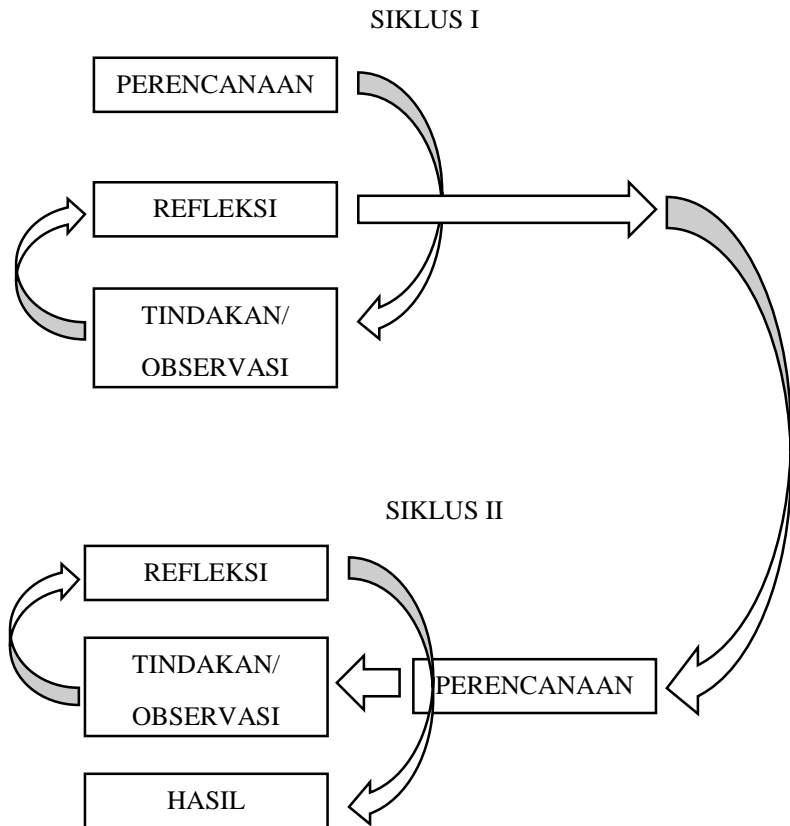 SIKLUS I
PERENCANAAN
REFLEKSI
TINDAKAN/
OBSERVASI
SIKLUS II
REFLEKSI
TINDAKAN/
OBSERVASI
PERENCANAAN
HASIL